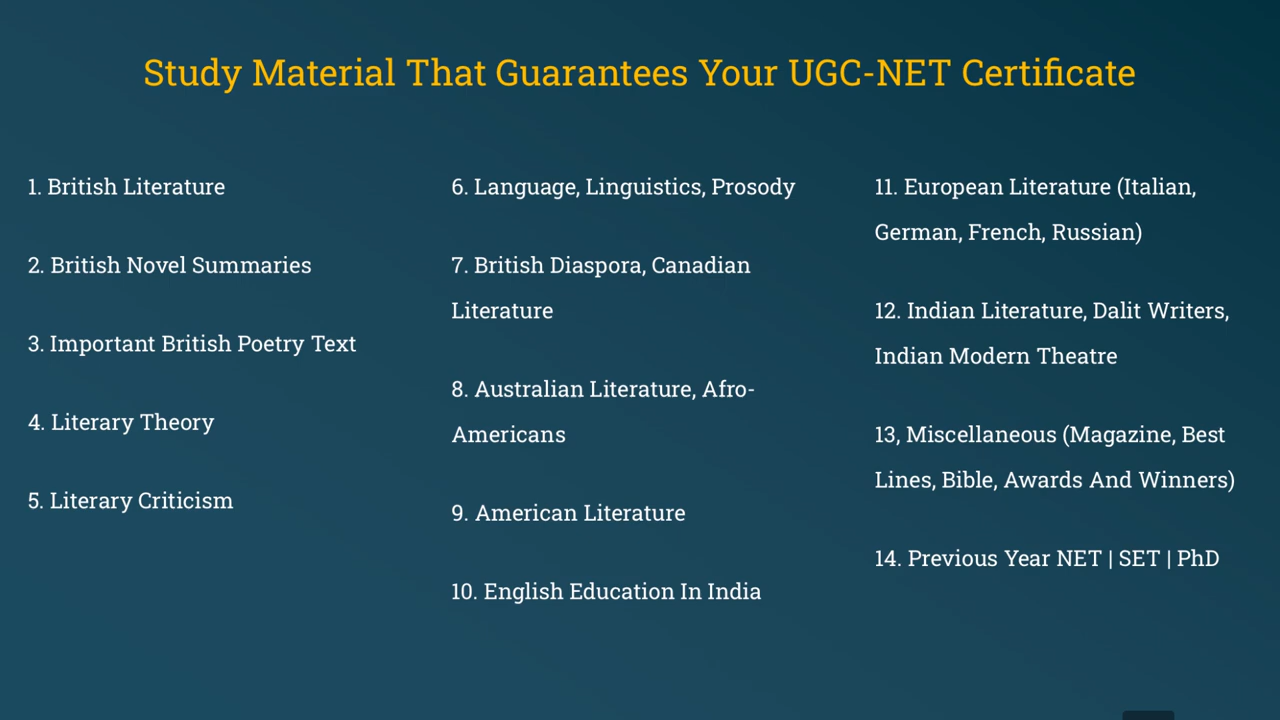 Study Material That Guarantees Your UGC-NET Certificate
1. British Literature
2. British Novel Summaries
3. Important British Poetry Text
4. Literary Theory
5. Literary Criticism
6. Language, Linguistics, Prosody
7. British Diaspora, Canadian
Literature
8. Australian Literature, Afro-
Americans
9. American Literature
10. English Education In India
11. European Literature (Italian,
German, French, Russian)
12. Indian Literature, Dalit Writers,
Indian Modern Theatre
13, Miscellaneous (Magazine, Best
Lines, Bible, Awards And Winners)
14. Previous Year NET | SET | PhD